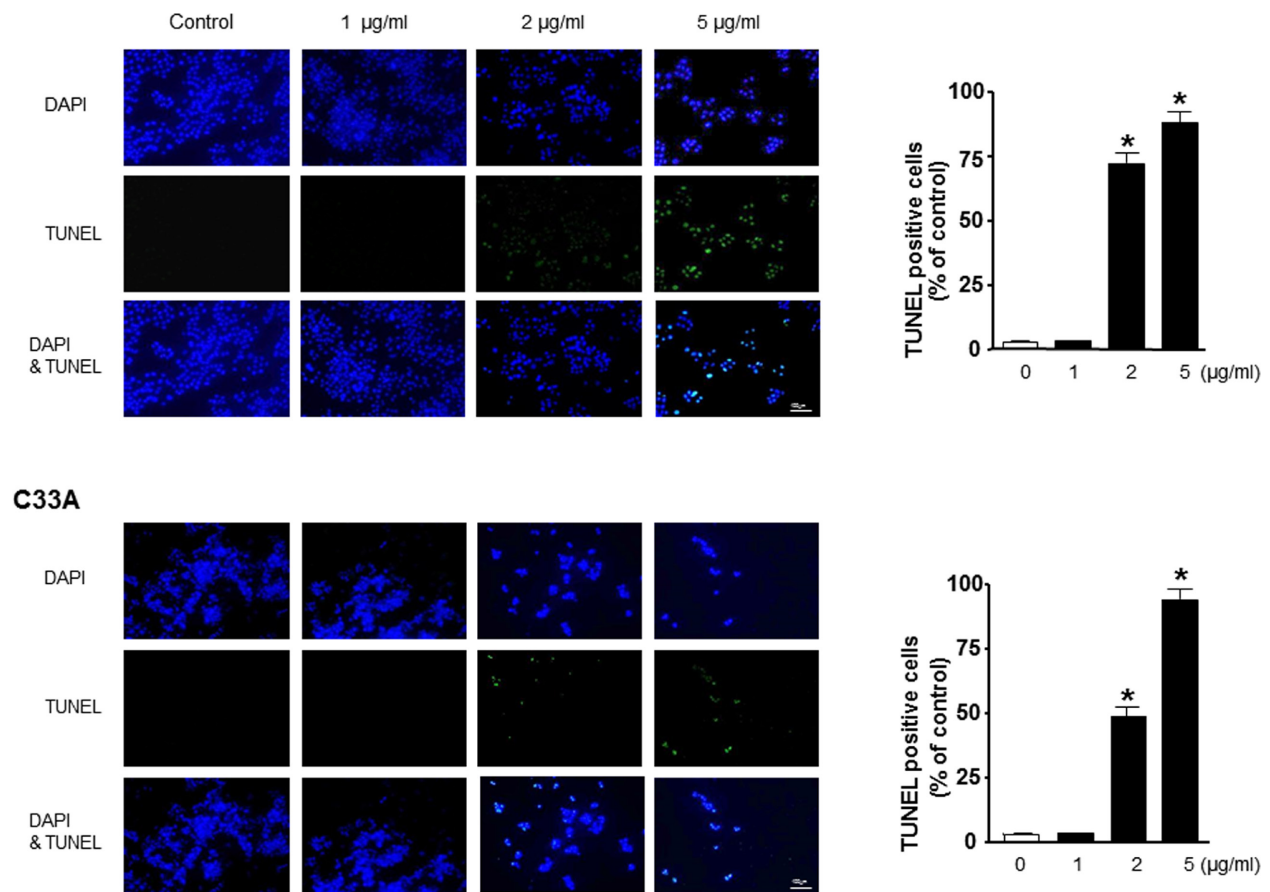 Control 1 µg/ml 2 µg/ml 5 µg/ml
DAPI
TUNEL
DAPI
& TUNEL
TUNEL positive cells
(% of control)
100
75
50
25
0
*
*
0 1 2 5 (µg/ml)
C33A
DAPI
TUNEL
DAPI
& TUNEL
TUNEL positive cells
(% of control)
100
75
50
25
0
*
*
0 1 2 5 (µg/ml)